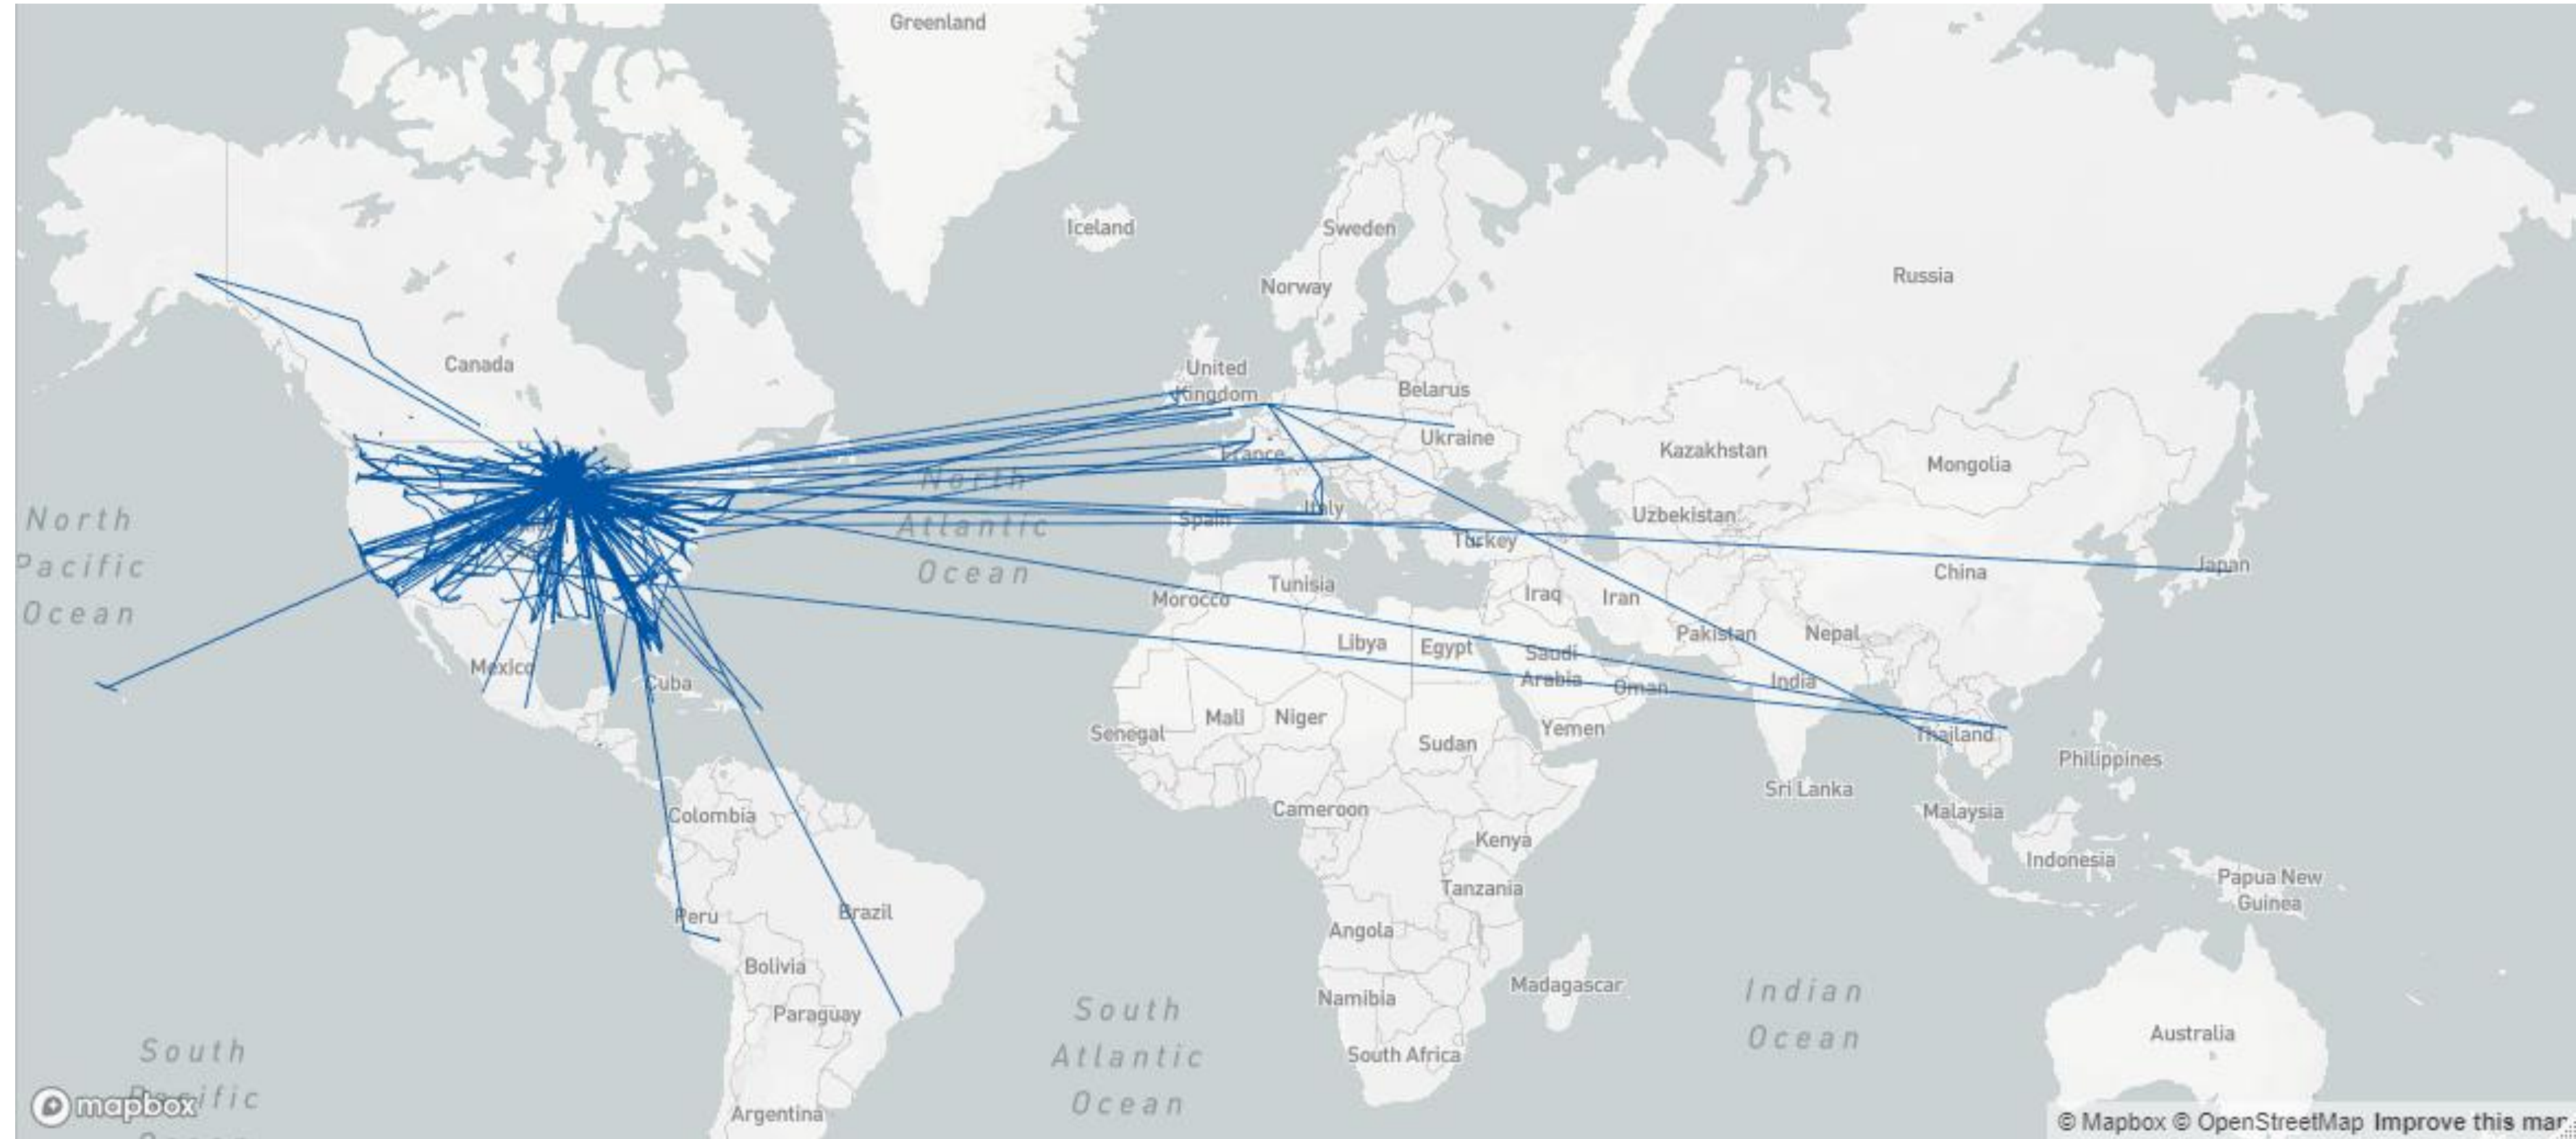 Greenland
Iceland
Sweden
Norway
Russia
Canada
United
Kingdom
Belarus
Ukraine
France
Kazakhstan
Mongolia
North
Atlantic
Ocean
North
Pacific
Ocean
Spain
Italy
Turkey
Uzbekistan
China
Japan
Morocco
Tunisia
Iraq
Iran
Pakistan
Nepal
Libya
Egypt
Saudi
Arabia
Oman
India
Mexico
Cuba
Mali
Niger
Senegal
Sudan
Yemen
Thailand
Philippines
Sri Lanka
Colombia
Cameroon
Kenya
Malaysia
Indonesia
Tanzania
Papua New
Guinea
Peru
Brazil
Angola
Bolivia
Namibia
Madagascar
Paraguay
Indian
Ocean
South
Atlantic
Ocean
South Africa
Australia
South
Pacific
mapbox
Argentina
© Mapbox © OpenStreetMap Improve this map